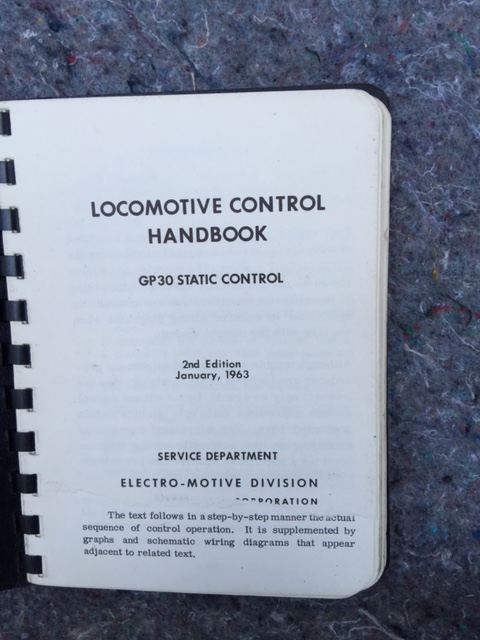 LOCOMOTIVE CONTROL
HANDBOOK
GP30 STATIC CONTROL
2nd Edition
January, 1963
SERVICE DEPARTMENT
ELECTRO-MOTIVE DIVISION
CORPORATION
The text follows in a step-by-step manner the actual
sequence of control operation. It is supplemented by
graphs and schematic wiring diagrams that appear
adjacent to related text.